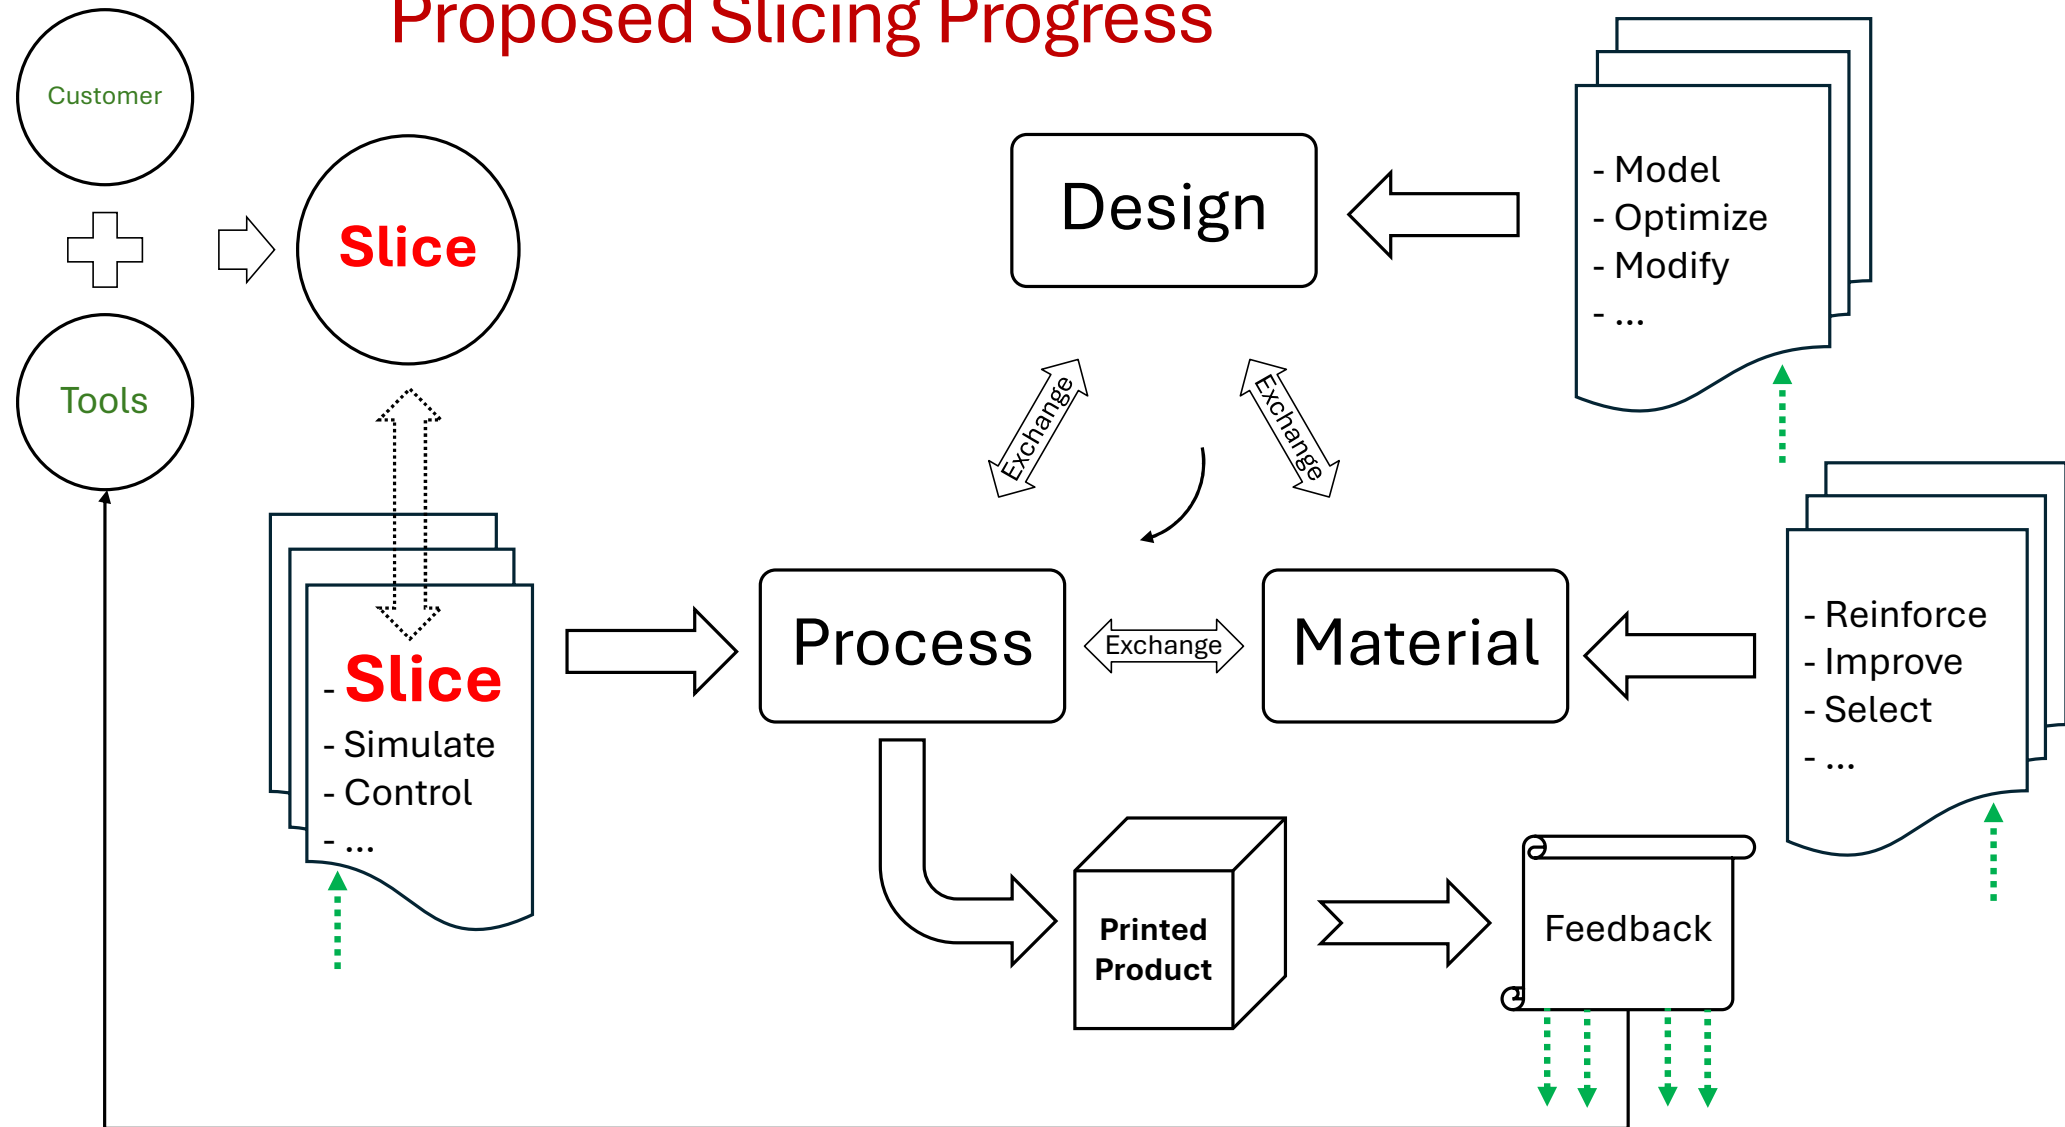 Proposed Slicing Progress
Customer
Slice
Tools
Design
- Model
- Optimize
- Modify
- ...
Exchange
Exchange
- Slice
- Simulate
- Control
- ...
Process
Exchange
Material
- Reinforce
- Improve
- Select
- ...
Printed
Product
Feedback